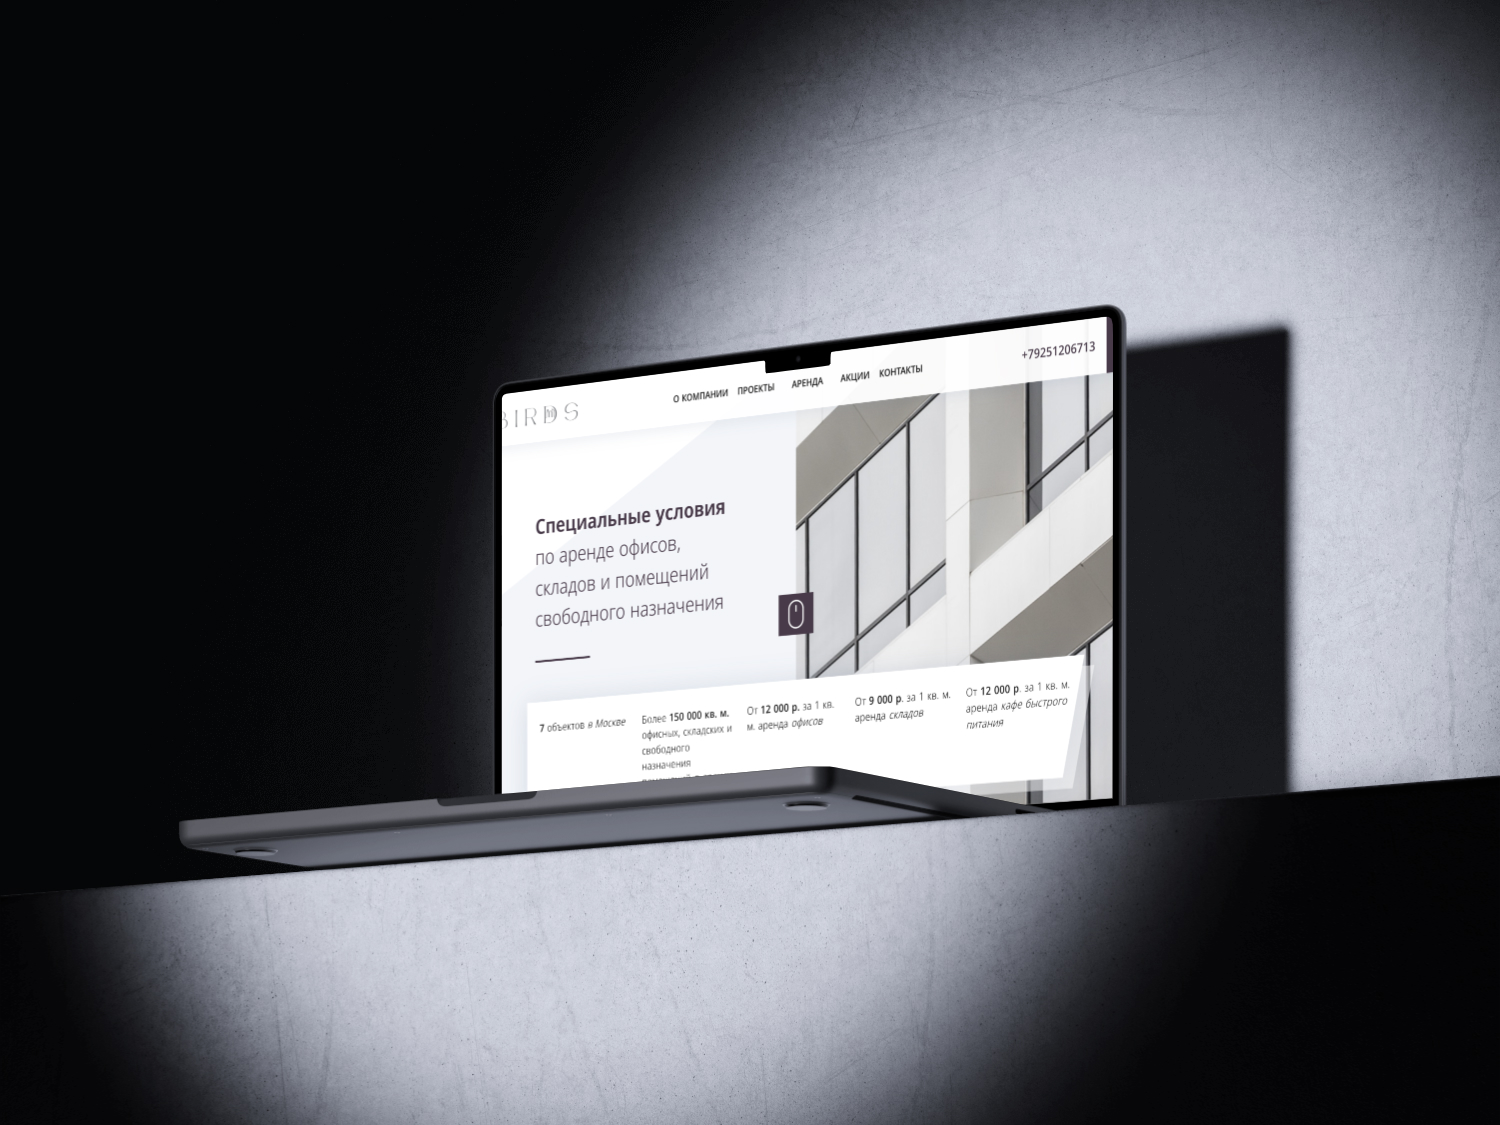 BIRDS
О КОМПАНИИ ПРОЕКТЫ АРЕНДА АКЦИИ КОНТАКТЫ
+79251206713
Специальные условия
по аренде офисов,
складов и помещений
свободного назначения
7 объектов в Москве
Более 150 000 кв. м.
офисных, складских и
свободного
назначения
От 12 000 р. за 1 кв.
м. аренда офисов
От 9 000 р. за 1 кв. м.
аренда складов
От 12 000 р. за 1 кв. м.
аренда кафе быстрого
питания